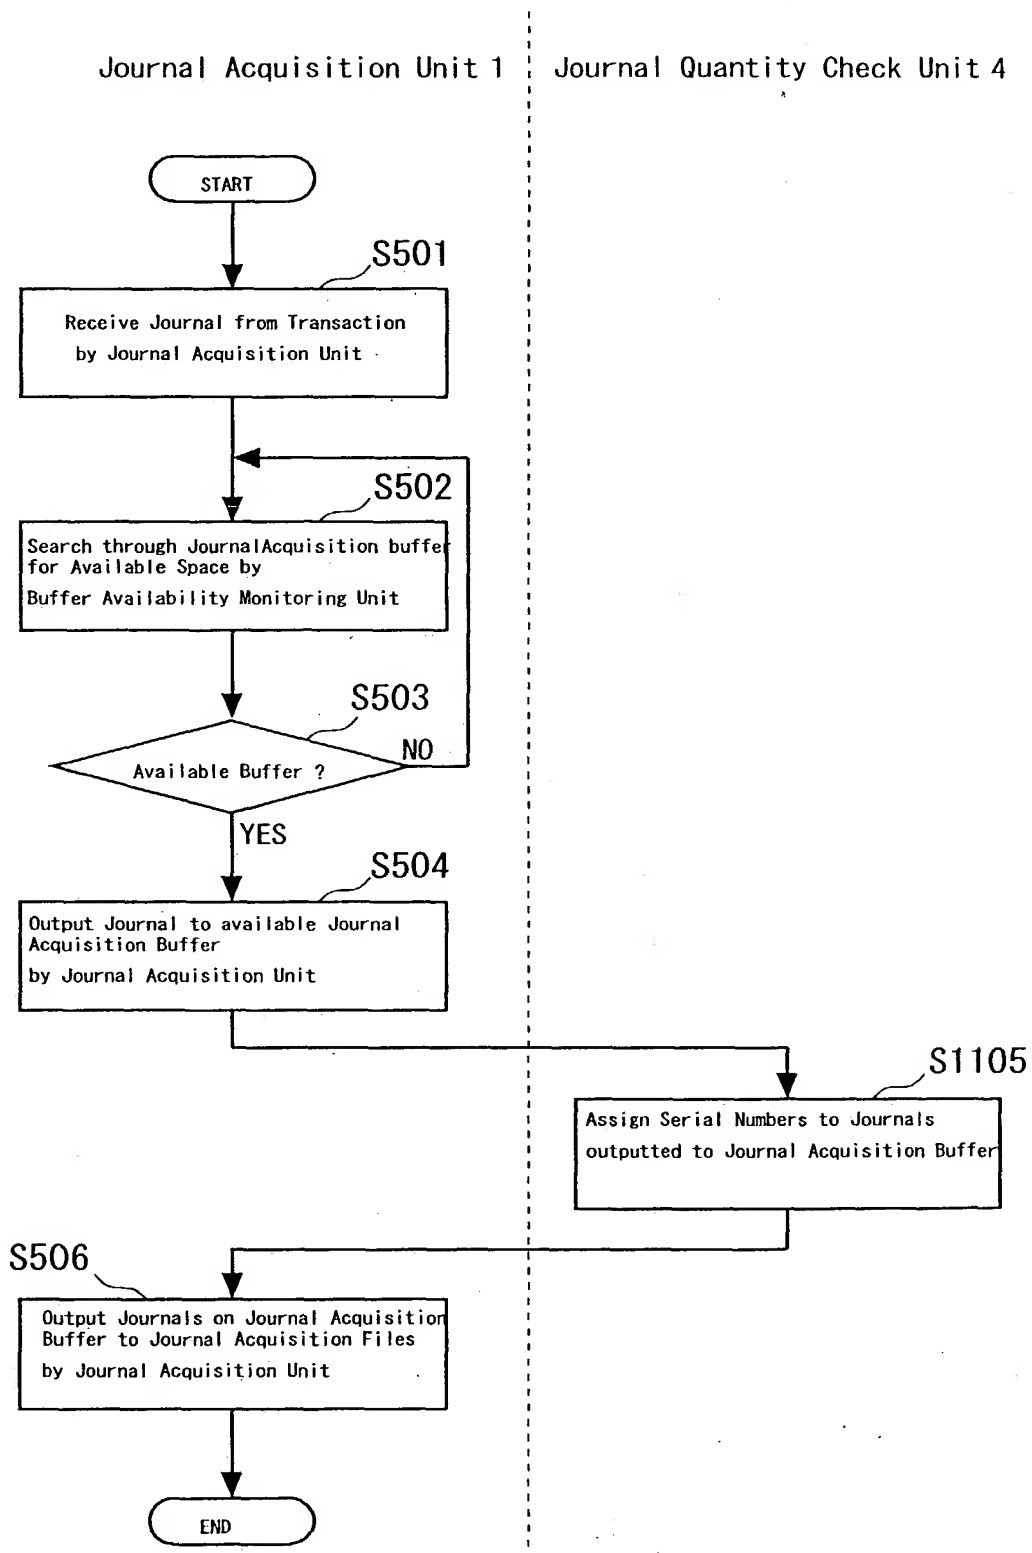 Journal Acquisition Unit 1
Journal Quantity Check Unit 4
START
S501
Receive Journal from Transaction
by Journal Acquisition Unit
S502
Search through JournalAcquisition buffer
for Available Space by
Buffer Availability Monitoring Unit
S503
Available Buffer ?
NO
YES
S504
Output Journal to available Journal
Acquisition Buffer
by Journal Acquisition Unit
S1105
Assign Serial Numbers to Journals
outputted to Journal Acquisition Buffer
S506
Output Journals on Journal Acquisition
Buffer to Journal Acquisition Files
by Journal Acquisition Unit
END